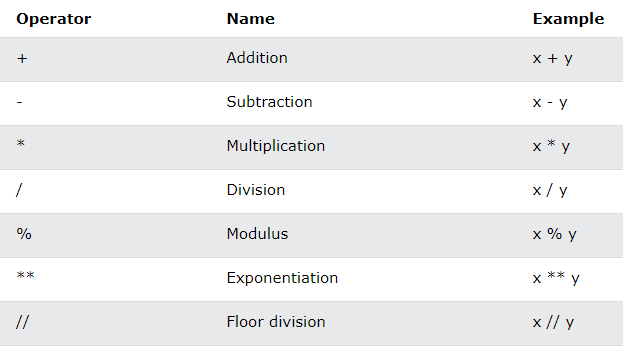 Operator Name Example
+ Addition x + y
- Subtraction x - y
* Multiplication x * y
/ Division x / y
% Modulus x % y
** Exponentiation x ** y
// Floor division x // y